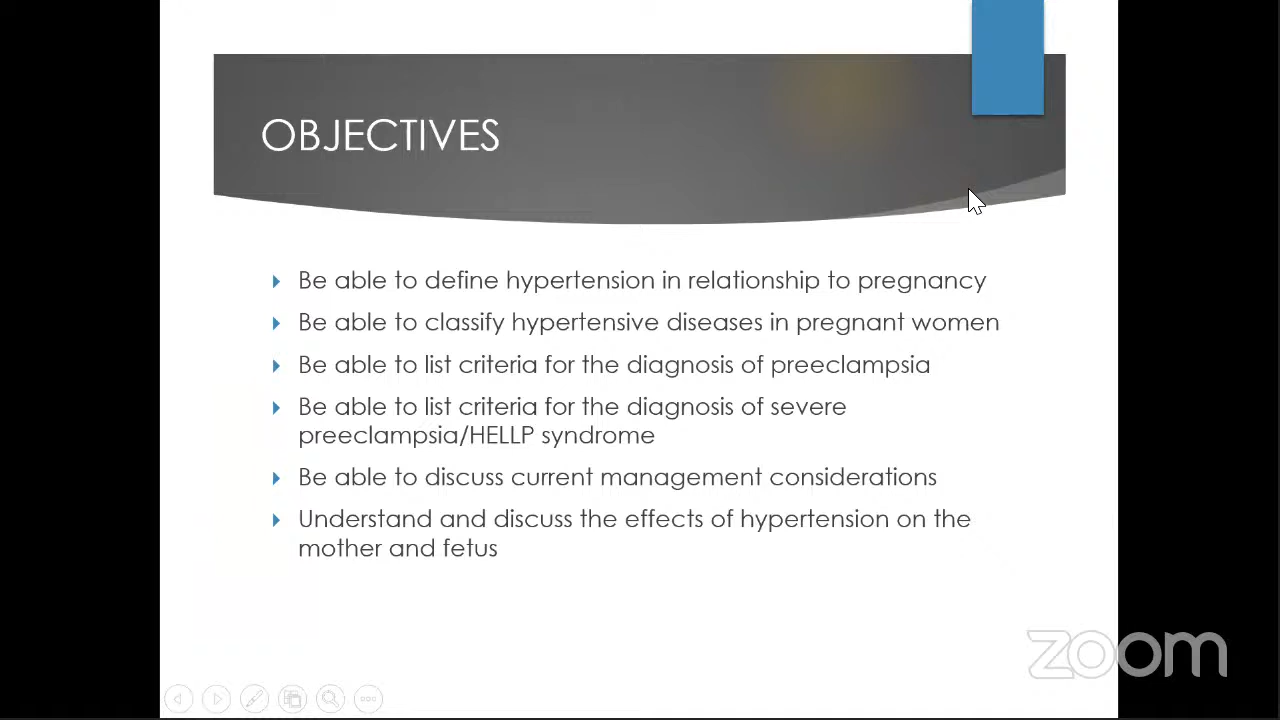 OBJECTIVES
Be able to define hypertension in relationship to pregnancy
Be able to classify hypertensive diseases in pregnant women
Be able to list criteria for the diagnosis of preeclampsia
Be able to list criteria for the diagnosis of severe
preeclampsia/HELLP syndrome
Be able to discuss current management considerations
Understand and discuss the effects of hypertension on the
mother and fetus
zoom